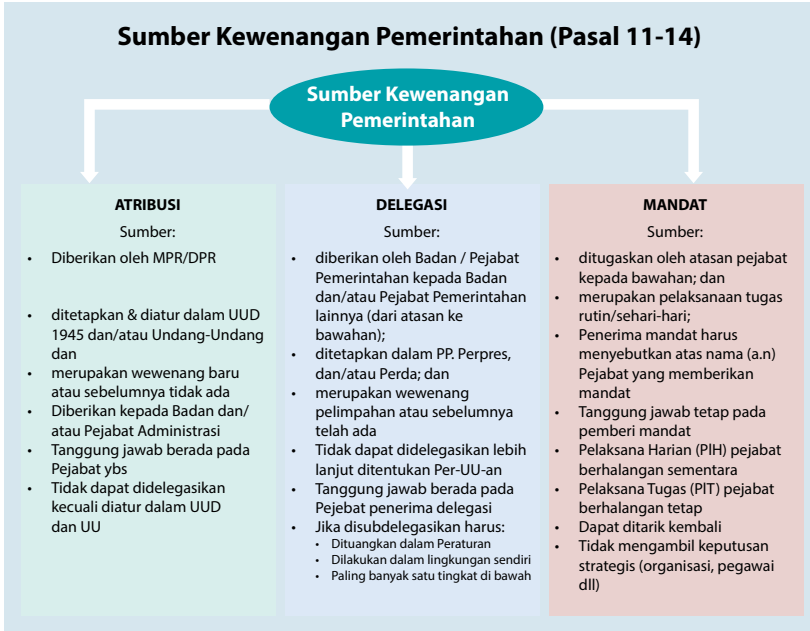 Sumber Kewenangan Pemerintahan (Pasal 11-14)
Sumber Kewenangan
Pemerintahan
ATRIBUSI
Sumber:
• Diberikan oleh MPR/DPR
• ditetapkan & diatur dalam UUD
1945 dan/atau Undang-Undang
dan
• merupakan wewenang baru
atau sebelumnya tidak ada
• Diberikan kepada Badan dan/
atau Pejabat Administrasi
• Tanggung jawab berada pada
Pejabat ybs
• Tidak dapat didelegasikan
kecuali diatur dalam UUD
dan UU
DELEGASI
Sumber:
• diberikan oleh Badan / Pejabat
Pemerintahan kepada Badan
dan/atau Pejabat Pemerintahan
lainnya (dari atasan ke
bawahan);
• ditetapkan dalam PP. Perpres,
dan/atau Perda; dan
• merupakan wewenang
pelimpahan atau sebelumnya
telah ada
• Tidak dapat didelegasikan lebih
lanjut ditentukan Per-UU-an
• Tanggung jawab berada pada
Pejebat penerima delegasi
• Jika disubdelegasikan harus:
• Dituangkan dalam Peraturan
• Dilakukan dalam lingkungan sendiri
• Paling banyak satu tingkat di bawah
MANDAT
Sumber:
• ditugaskan oleh atasan pejabat
kepada bawahan; dan
• merupakan pelaksanaan tugas
rutin/sehari-hari;
• Penerima mandat harus
menyebutkan atas nama (a.n)
Pejabat yang memberikan
mandat
• Tanggung jawab tetap pada
pemberi mandat
• Pelaksana Harian (PlH) pejabat
berhalangan sementara
• Pelaksana Tugas (PlT) pejabat
berhalangan tetap
• Dapat ditarik kembali
• Tidak mengambil keputusan
strategis (organisasi, pegawai
dll)